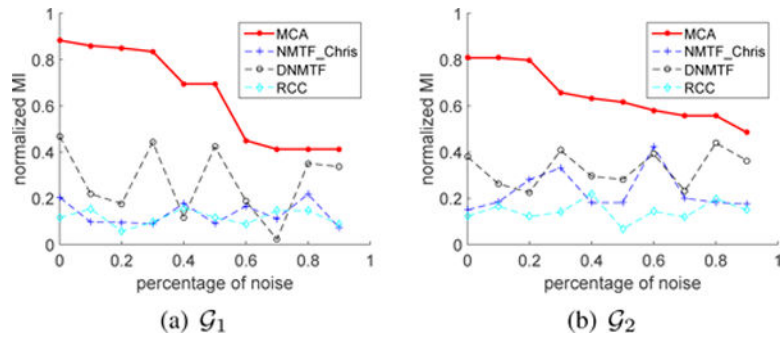 1
0.8
0.6
0.4
0.2
0
normalized MI
MCA
NMTF_Chris
DNMTF
RCC
0 0.2 0.4 0.6 0.8 1
percentage of noise
(a) 𝒢₁
1
0.8
0.6
0.4
0.2
0
normalized MI
MCA
NMTF_Chris
DNMTF
RCC
0 0.2 0.4 0.6 0.8 1
percentage of noise
(b) 𝒢₂